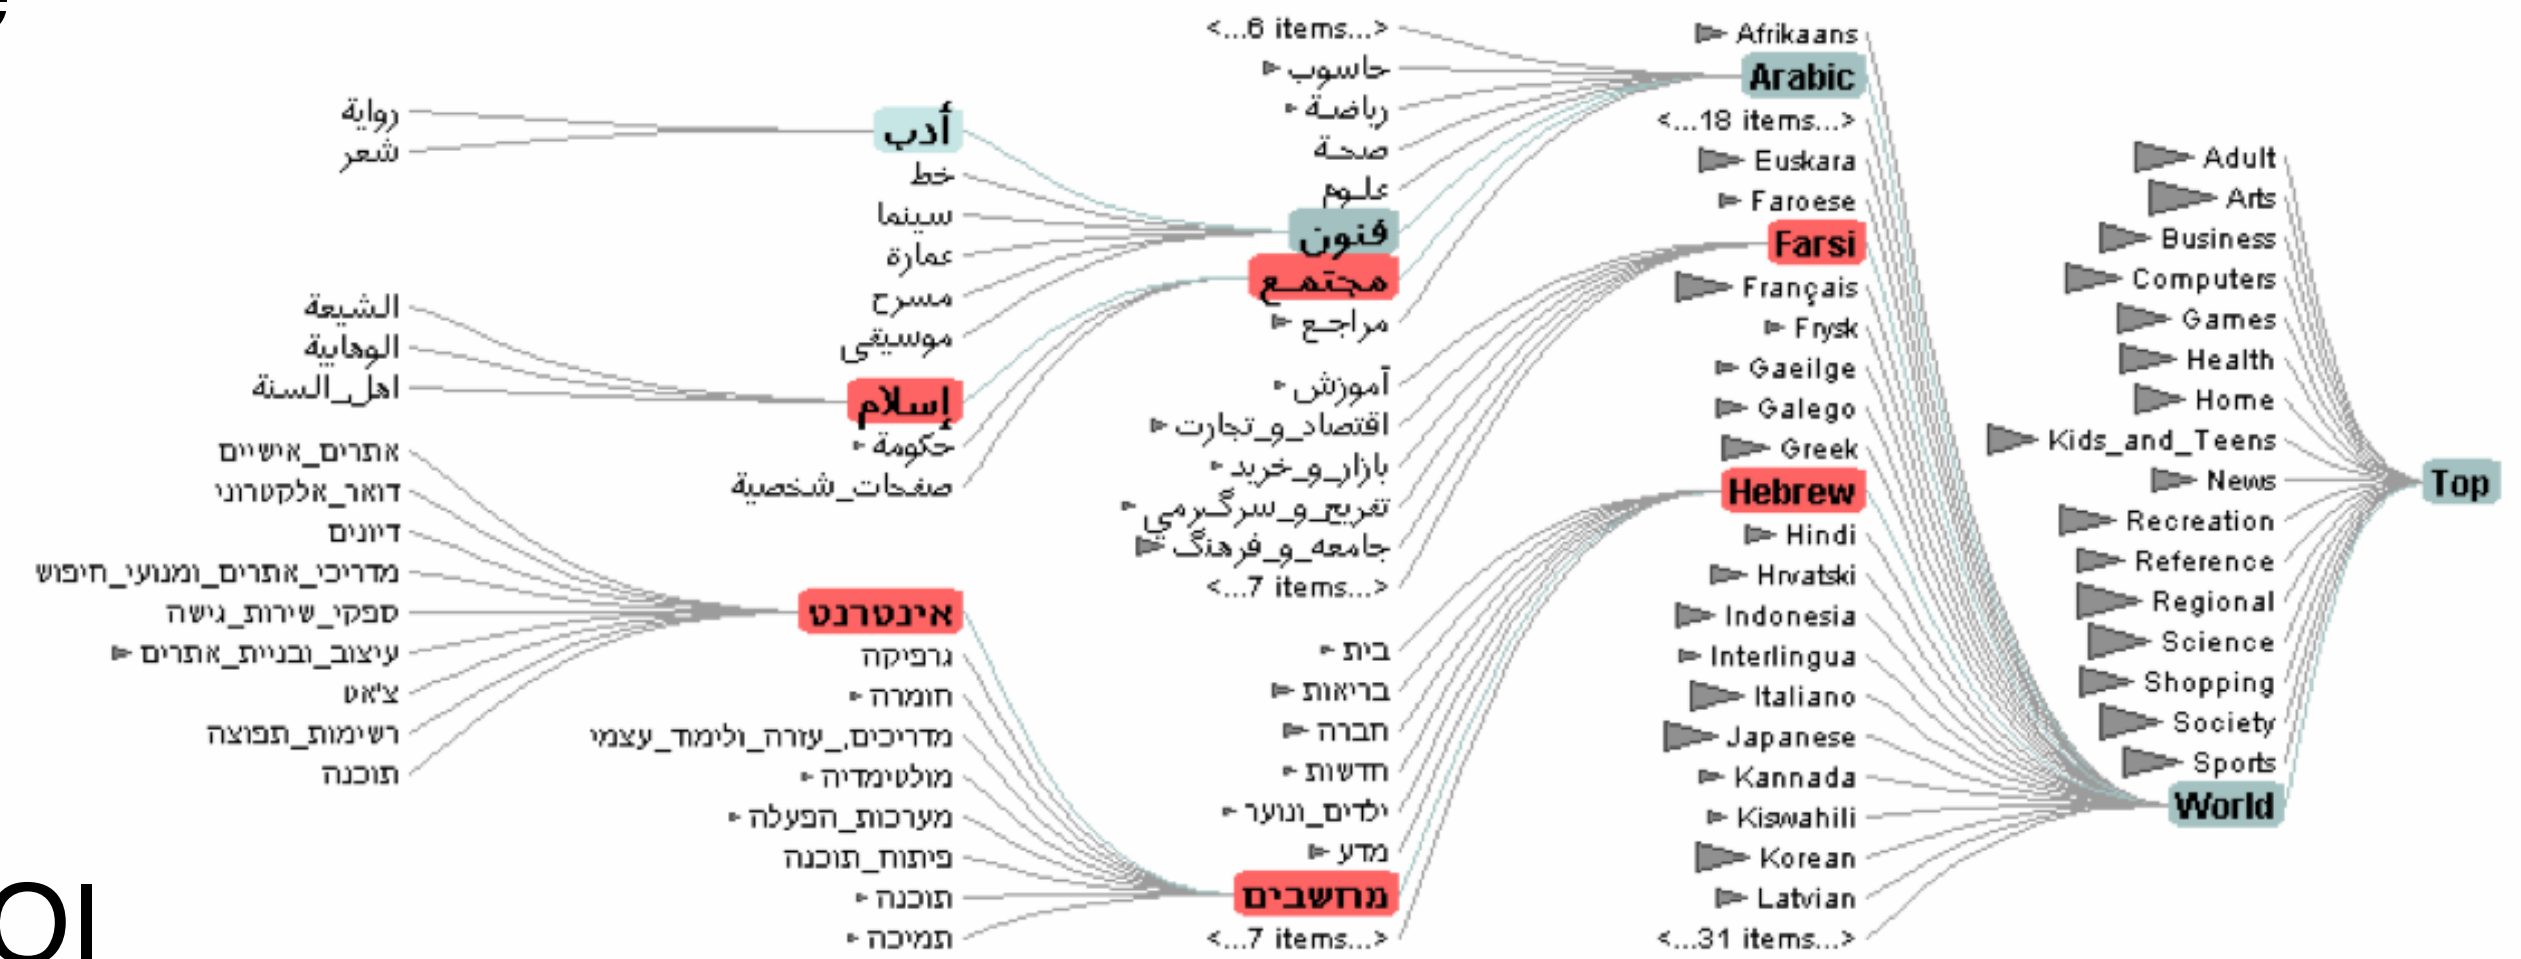 Top
Adult
Arts
Business
Computers
Games
Health
Home
Kids_and_Teens
News
Recreation
Reference
Regional
Science
Shopping
Society
Sports
World
Afrikaans
Arabic
<...18 items...>
Euskara
Faroese
Farsi
Français
Frysk
Gaeilge
Galego
Greek
Hebrew
Hindi
Hrvatski
Indonesia
Interlingua
Italiano
Japanese
Kannada
Kiswahili
Korean
Latvian
<...31 items...>
<...6 items...>
حاسوب
رياضة
صحة
علوم
فنون
مجتمع
مراجع
آموزش
اقتصاد_و_تجارت
بازار_و_خريد
تفريح_و_سرگرمي
جامعه_و_فرهنگ
<...7 items...>
בית
בריאות
חברה
חדשות
ילדים_ונוער
מדע
מחשבים
<...7 items...>
أدب
خط
سينما
عمارة
مسرح
موسيقى
إسلام
حكومة
صفحات_شخصية
אינטרנט
גרפיקה
חומרה
מדריכים,_עזרה_ולימוד_עצמי
מולטימדיה
מערכות_הפעלה
פיתוח_תוכנה
תוכנה
תמיכה
رواية
شعر
الشيعة
الوهابية
اهل_السنة
אתרים_אישיים
דואר_אלקטרוני
דיונים
מדריכי_אתרים_ומנועי_חיפוש
ספקי_שירות_גישה
עיצוב_ובניית_אתרים
צ'אט
רשימות_תפוצה
תוכנה
OI